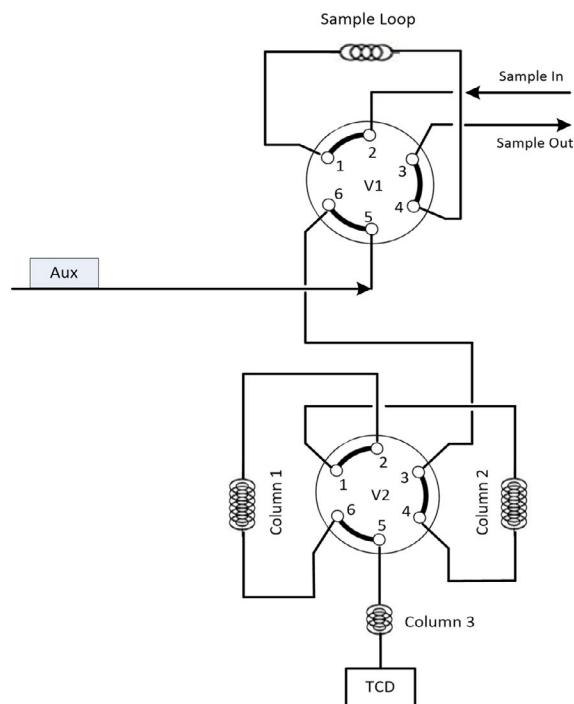 Sample Loop
Sample In
Sample Out
1
2
3
4
5
6
V1
Aux
1
2
3
4
5
6
V2
Column 1
Column 2
Column 3
TCD